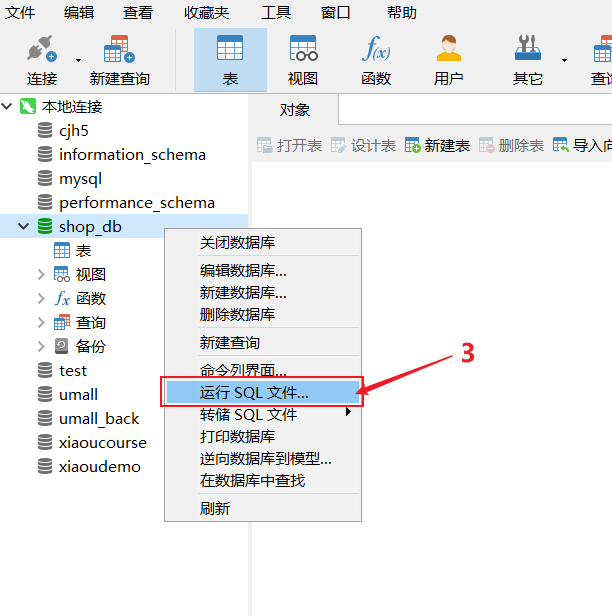 文件 编辑 查看 收藏夹 工具 窗口 帮助
连接 新建查询 表 视图 函数 用户 其它
本地连接 对象
cjh5
打开表 设计表 新建表 删除表 导入向
information_schema
mysql
performance_schema
shop_db
表
视图
函数
查询
备份
test
umall
umall_back
xiaoucourse
xiaoudemo
关闭数据库
编辑数据库...
新建数据库...
删除数据库
新建查询
命令列界面...
运行 SQL 文件...
转储 SQL 文件
打印数据库
逆向数据库到模型...
在数据库中查找
刷新
3